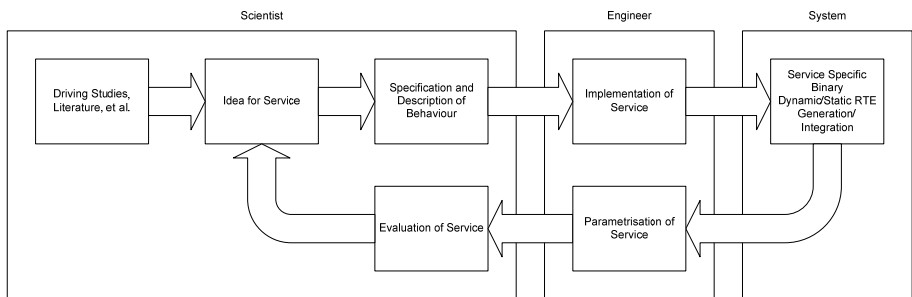 Scientist
Engineer
System
Driving Studies,
Literature, et al.
Idea for Service
Specification and
Description of
Behaviour
Implementation of
Service
Service Specific
Binary
Dynamic/Static RTE
Generation/
Integration
Evaluation of Service
Parametrisation of
Service